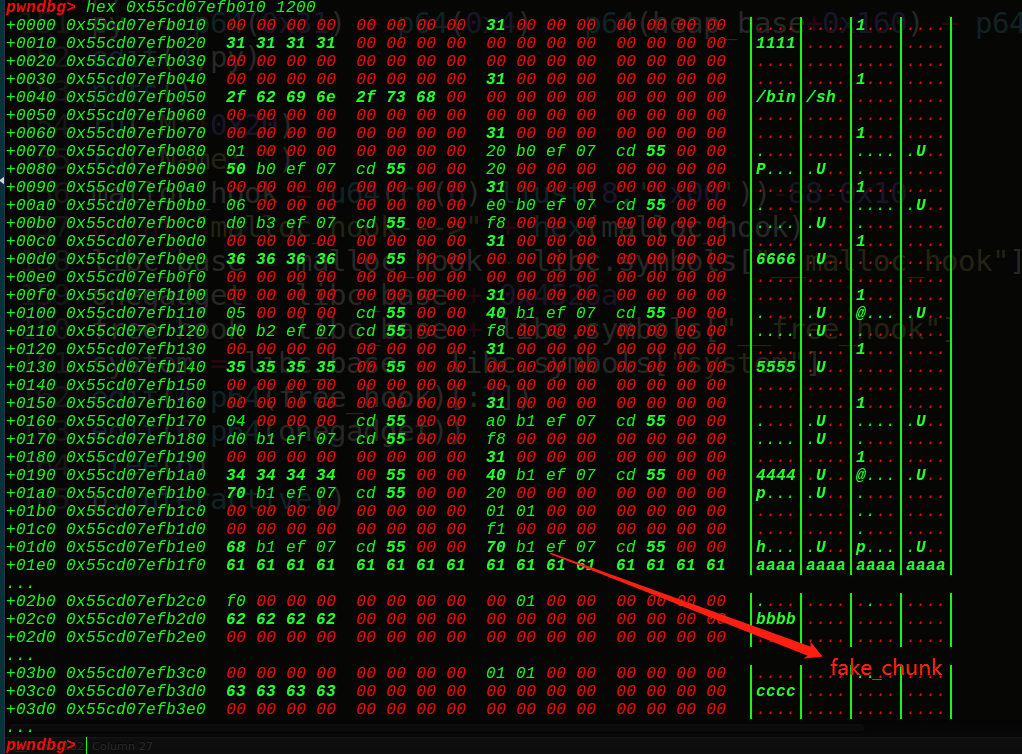 pwndbg> hex 0x55cd07efb010 1200
+0000 0x55cd07efb010 00 00 00 00 00 00 00 00 31 00 00 00 00 00 00 00 |....|....|1...|....|
+0010 0x55cd07efb020 31 31 31 31 00 00 00 00 00 00 00 00 00 00 00 00 |1111|....|....|....|
+0020 0x55cd07efb030 00 00 00 00 00 00 00 00 00 00 00 00 00 00 00 00 |....|....|....|....|
+0030 0x55cd07efb040 00 00 00 00 00 00 00 00 31 00 00 00 00 00 00 00 |....|....|1...|....|
+0040 0x55cd07efb050 2f 62 69 6e 2f 73 68 00 00 00 00 00 00 00 00 00 |/bin|/sh.|....|....|
+0050 0x55cd07efb060 00 00 00 00 00 00 00 00 00 00 00 00 00 00 00 00 |....|....|....|....|
+0060 0x55cd07efb070 00 00 00 00 00 00 00 00 31 00 00 00 00 00 00 00 |....|....|1...|....|
+0070 0x55cd07efb080 01 00 00 00 00 00 00 00 20 b0 ef 07 cd 55 00 00 |....|....|....|.U..|
+0080 0x55cd07efb090 50 b0 ef 07 cd 55 00 00 20 00 00 00 00 00 00 00 |P...|.U..|....|....|
+0090 0x55cd07efb0a0 00 00 00 00 00 00 00 00 31 00 00 00 00 00 00 00 |....|....|1...|....|
+00a0 0x55cd07efb0b0 06 00 00 00 00 00 00 00 e0 b0 ef 07 cd 55 00 00 |....|....|....|.U..|
+00b0 0x55cd07efb0c0 d0 b3 ef 07 cd 55 00 00 f8 00 00 00 00 00 00 00 |....|.U..|....|....|
+00c0 0x55cd07efb0d0 00 00 00 00 00 00 00 00 31 00 00 00 00 00 00 00 |....|....|1...|....|
+00d0 0x55cd07efb0e0 36 36 36 36 00 55 00 00 00 00 00 00 00 00 00 00 |6666|.U..|....|....|
+00e0 0x55cd07efb0f0 00 00 00 00 00 00 00 00 00 00 00 00 00 00 00 00 |....|....|....|....|
+00f0 0x55cd07efb100 00 00 00 00 00 00 00 00 31 00 00 00 00 00 00 00 |....|....|1...|....|
+0100 0x55cd07efb110 05 00 00 00 cd 55 00 00 40 b1 ef 07 cd 55 00 00 |....|.U..|@...|.U..|
+0110 0x55cd07efb120 d0 b2 ef 07 cd 55 00 00 f8 00 00 00 00 00 00 00 |....|.U..|....|....|
+0120 0x55cd07efb130 00 00 00 00 00 00 00 00 31 00 00 00 00 00 00 00 |....|....|1...|....|
+0130 0x55cd07efb140 35 35 35 35 00 55 00 00 00 00 00 00 00 00 00 00 |5555|.U..|....|....|
+0140 0x55cd07efb150 00 00 00 00 00 00 00 00 00 00 00 00 00 00 00 00 |....|....|....|....|
+0150 0x55cd07efb160 00 00 00 00 00 00 00 00 31 00 00 00 00 00 00 00 |....|....|1...|....|
+0160 0x55cd07efb170 04 00 00 00 cd 55 00 00 a0 b1 ef 07 cd 55 00 00 |....|.U..|....|.U..|
+0170 0x55cd07efb180 d0 b1 ef 07 cd 55 00 00 f8 00 00 00 00 00 00 00 |....|.U..|....|....|
+0180 0x55cd07efb190 00 00 00 00 00 00 00 00 31 00 00 00 00 00 00 00 |....|....|1...|....|
+0190 0x55cd07efb1a0 34 34 34 34 00 55 00 00 40 b1 ef 07 cd 55 00 00 |4444|.U..|@...|.U..|
+01a0 0x55cd07efb1b0 70 b1 ef 07 cd 55 00 00 20 00 00 00 00 00 00 00 |p...|.U..|....|....|
+01b0 0x55cd07efb1c0 00 00 00 00 00 00 00 00 01 01 00 00 00 00 00 00 |....|....|....|....|
+01c0 0x55cd07efb1d0 00 00 00 00 00 00 00 00 f1 00 00 00 00 00 00 00 |....|....|....|....|
+01d0 0x55cd07efb1e0 68 b1 ef 07 cd 55 00 00 70 b1 ef 07 cd 55 00 00 |h...|.U..|p...|.U..|
+01e0 0x55cd07efb1f0 61 61 61 61 61 61 61 61 61 61 61 61 61 61 61 61 |aaaa|aaaa|aaaa|aaaa|
...
+02b0 0x55cd07efb2c0 f0 00 00 00 00 00 00 00 00 01 00 00 00 00 00 00 |....|....|....|....|
+02c0 0x55cd07efb2d0 62 62 62 62 00 00 00 00 00 00 00 00 00 00 00 00 |bbbb|....|....|....|
+02d0 0x55cd07efb2e0 00 00 00 00 00 00 00 00 00 00 00 00 00 00 00 00 |....|....|....|....|
...
fake_chunk
+03b0 0x55cd07efb3c0 00 00 00 00 00 00 00 00 01 01 00 00 00 00 00 00 |....|....|....|....|
+03c0 0x55cd07efb3d0 63 63 63 63 00 00 00 00 00 00 00 00 00 00 00 00 |cccc|....|....|....|
+03d0 0x55cd07efb3e0 00 00 00 00 00 00 00 00 00 00 00 00 00 00 00 00 |....|....|....|....|
...
pwndbg>